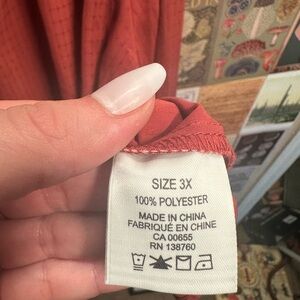 SIZE 3X
100% POLYESTER
MADE IN CHINA
FABRIQUÉ EN CHINE
CA 00655
RN 138760